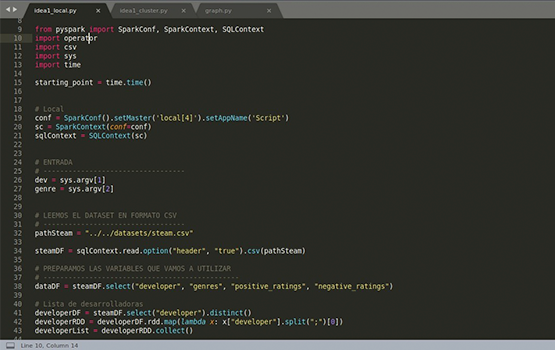 idea1_local.py × idea1_cluster.py × graph.py ×
8
9 from pyspark import SparkConf, SparkContext, SQLContext
10 import operator
11 import csv
12 import sys
13 import time
14
15 starting_point = time.time()
16
17
18 # Local
19 conf = SparkConf().setMaster('local[4]').setAppName('Script')
20 sc = SparkContext(conf=conf)
21 sqlContext = SQLContext(sc)
22
23
24 # ENTRADA
25 # ----------------------------------
26 dev = sys.argv[1]
27 genre = sys.argv[2]
28
29
30 # LEEMOS EL DATASET EN FORMATO CSV
31 # ----------------------------------
32 pathSteam = "../../datasets/steam.csv"
33
34 steamDF = sqlContext.read.option("header", "true").csv(pathSteam)
35
36 # PREPARAMOS LAS VARIABLES QUE VAMOS A UTILIZAR
37 # -----------------------------------------------
38 dataDF = steamDF.select("developer", "genres", "positive_ratings", "negative_ratings")
39
40 # Lista de desarrolladoras
41 developerDF = steamDF.select("developer").distinct()
42 developerRDD = developerDF.rdd.map(lambda x: x["developer"].split(";")[0])
43 developerList = developerRDD.collect()
44
Line 10, Column 14